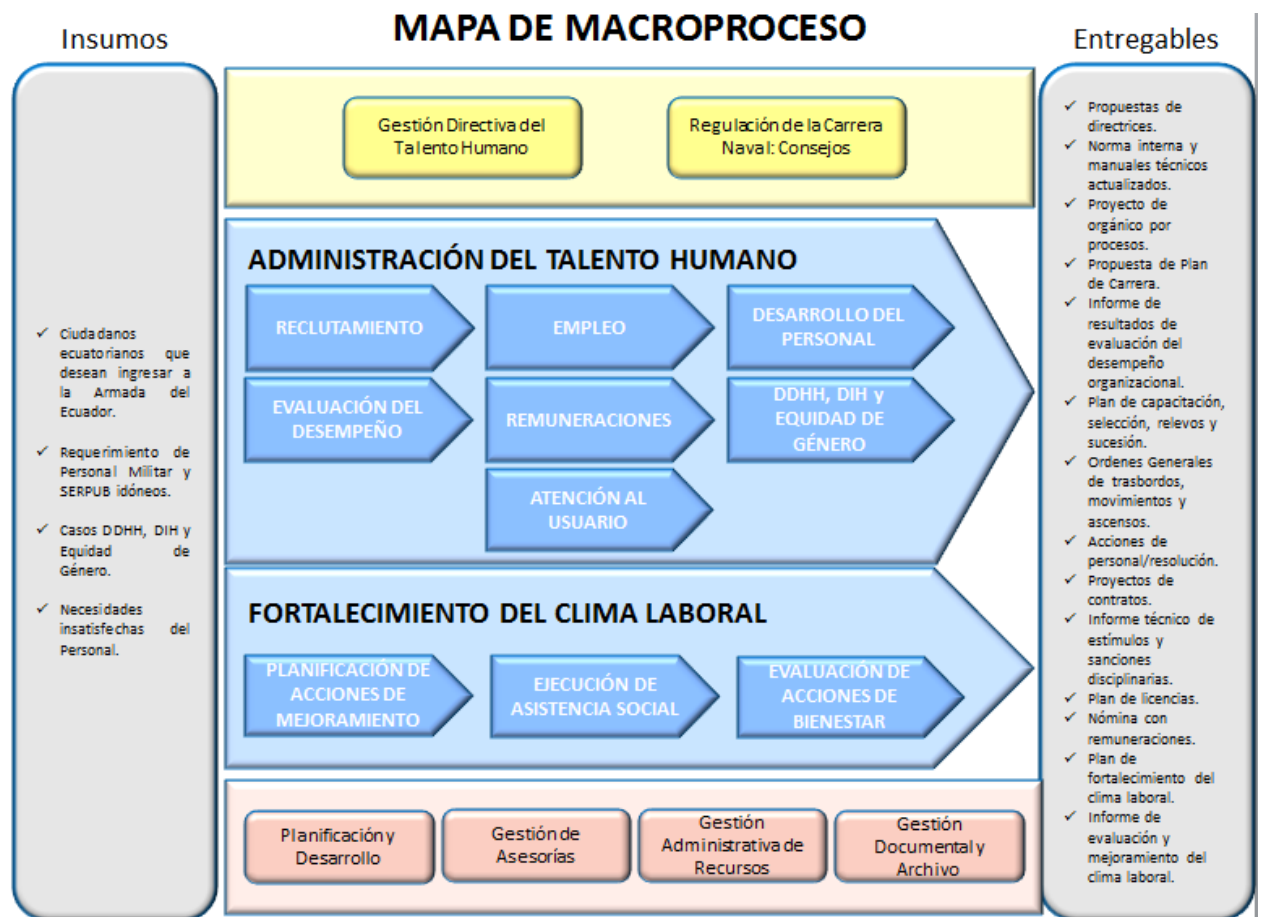 MAPA DE MACROPROCESO
Insumos
✓ Ciudadanos
ecuatorianos que
desean ingresar a
la Armada del
Ecuador.
✓ Requerimiento de
Personal Militar y
SERPUB idóneos.
✓ Casos DDHH, DIH y
Equidad de
Género.
✓ Necesidades
insatisfechas del
Personal.
Gestión Directiva del
Talento Humano
Regulación de la Carrera
Naval: Consejos
ADMINISTRACIÓN DEL TALENTO HUMANO
RECLUTAMIENTO
EMPLEO
DESARROLLO DEL
PERSONAL
EVALUACIÓN DEL
DESEMPEÑO
REMUNERACIONES
DDHH, DIH y
EQUIDAD DE
GÉNERO
ATENCIÓN AL
USUARIO
FORTALECIMIENTO DEL CLIMA LABORAL
PLANIFICACIÓN DE
ACCIONES DE
MEJORAMIENTO
EJECUCIÓN DE
ASISTENCIA SOCIAL
EVALUACIÓN DE
ACCIONES DE
BIENESTAR
Planificación y
Desarrollo
Gestión de
Asesorías
Gestión
Administrativa de
Recursos
Gestión
Documental y
Archivo
Entregables
✓ Propuestas de
directrices.
✓ Norma interna y
manuales técnicos
actualizados.
✓ Proyecto de
orgánico por
procesos.
✓ Propuesta de Plan
de Carrera.
✓ Informe de
resultados de
evaluación del
desempeño
organizacional.
✓ Plan de capacitación,
selección, relevos y
sucesión.
✓ Ordenes Generales
de trasbordos,
movimientos y
ascensos.
✓ Acciones de
personal/resolución.
✓ Proyectos de
contratos.
✓ Informe técnico de
estímulos y
sanciones
disciplinarias.
✓ Plan de licencias.
✓ Nómina con
remuneraciones.
✓ Plan de
fortalecimiento del
clima laboral.
✓ Informe de
evaluación y
mejoramiento del
clima laboral.